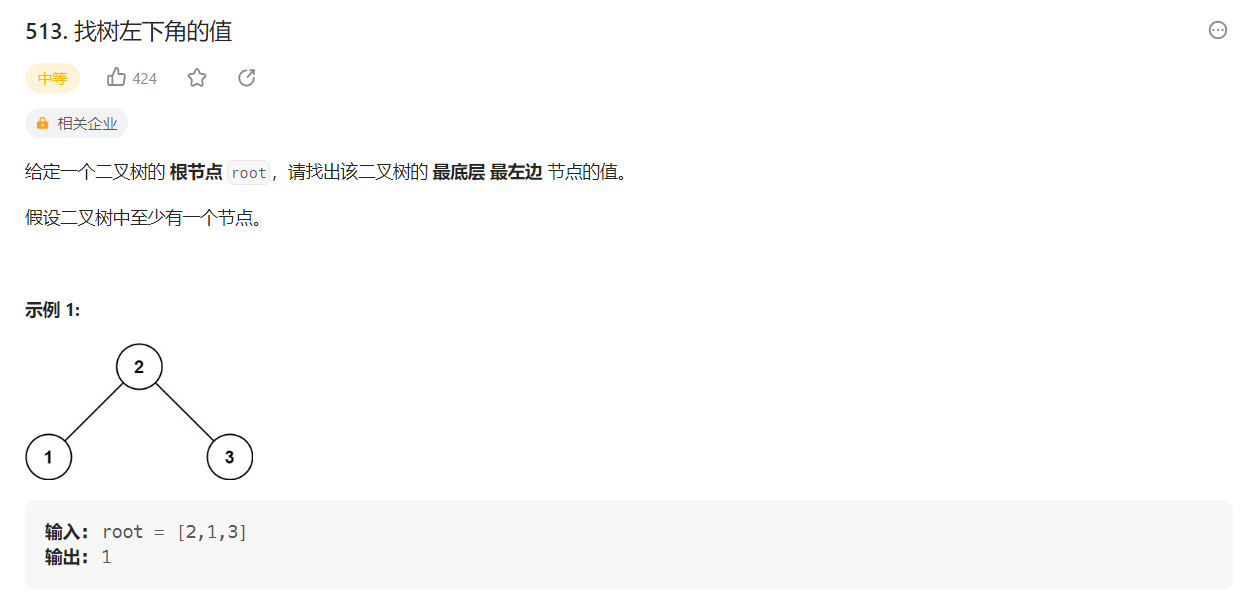 513. 找树左下角的值
中等 424
相关企业
给定一个二叉树的 根节点 root，请找出该二叉树的 最底层 最左边 节点的值。
假设二叉树中至少有一个节点。
示例 1:
2
1 3
输入: root = [2,1,3]
输出: 1